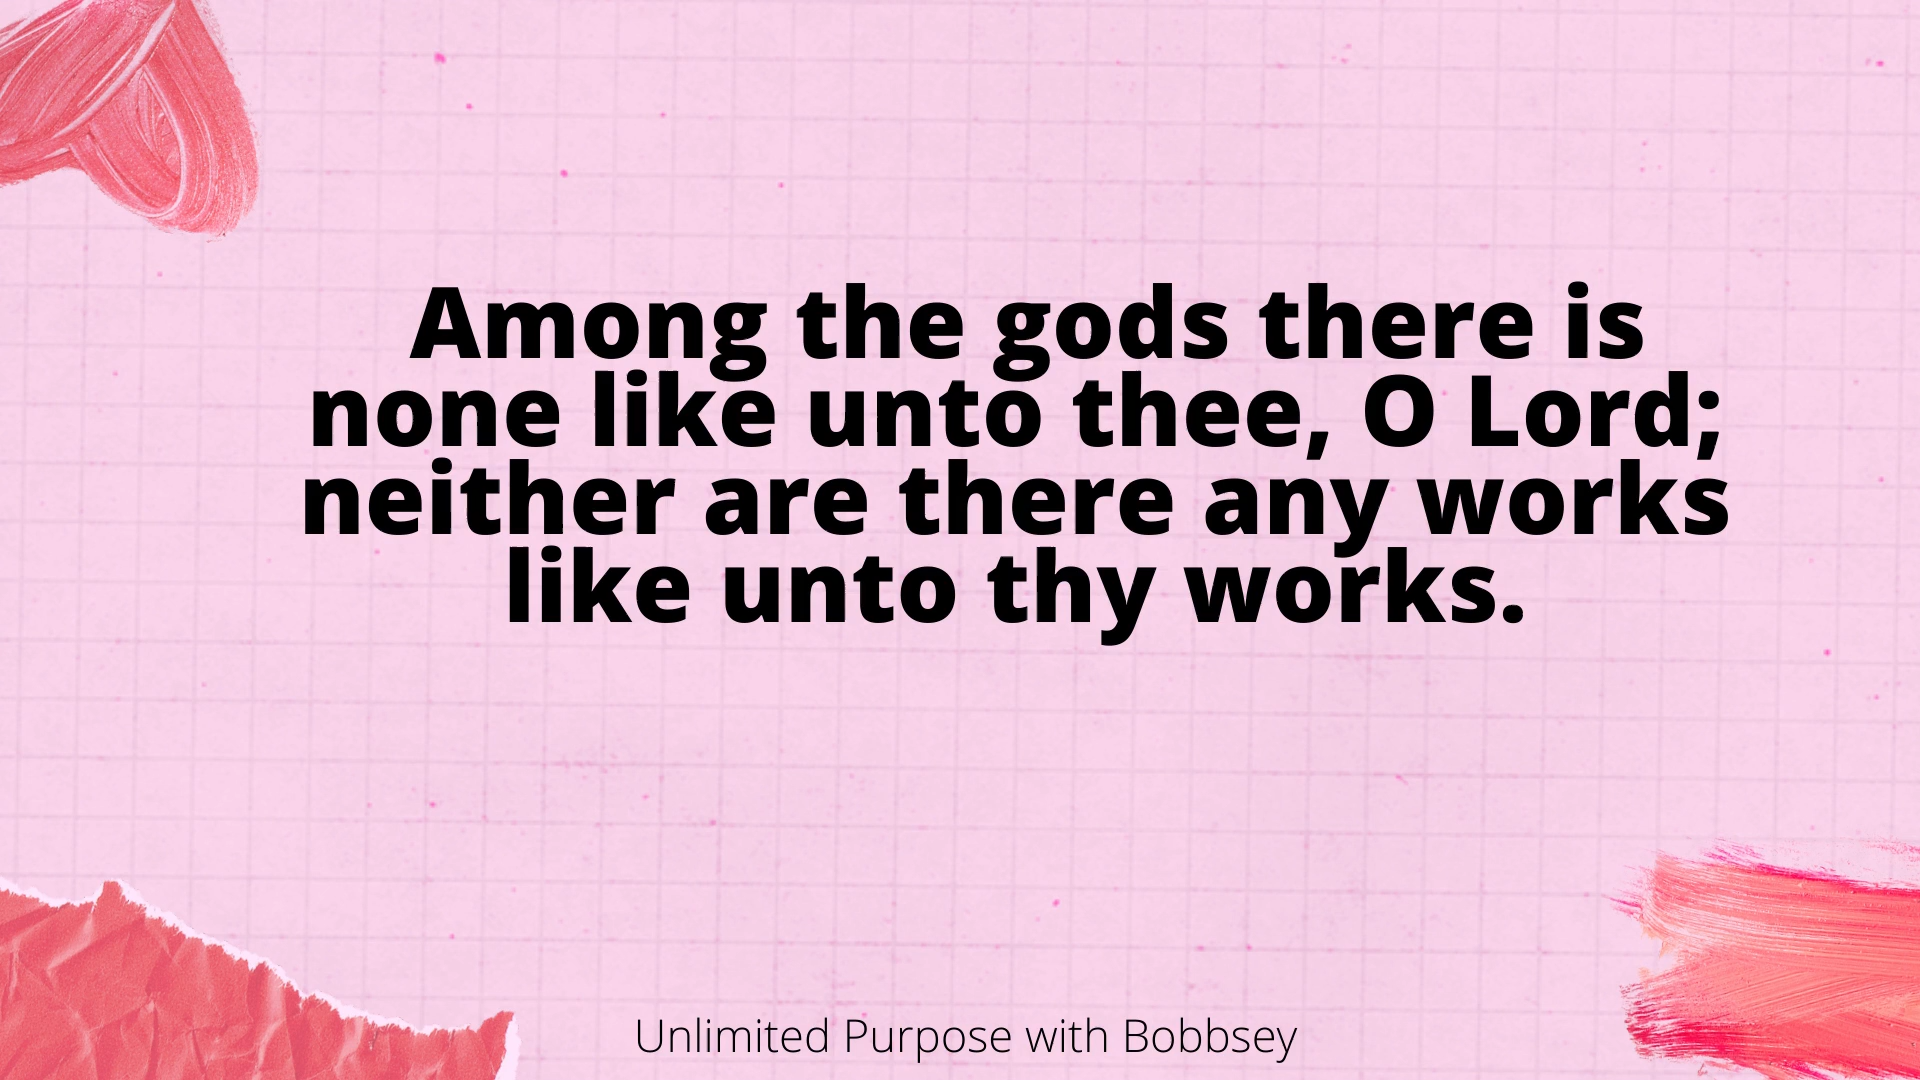 Among the gods there is
none like unto thee, O Lord;
neither are there any works
like unto thy works.
Unlimited Purpose with Bobbsey